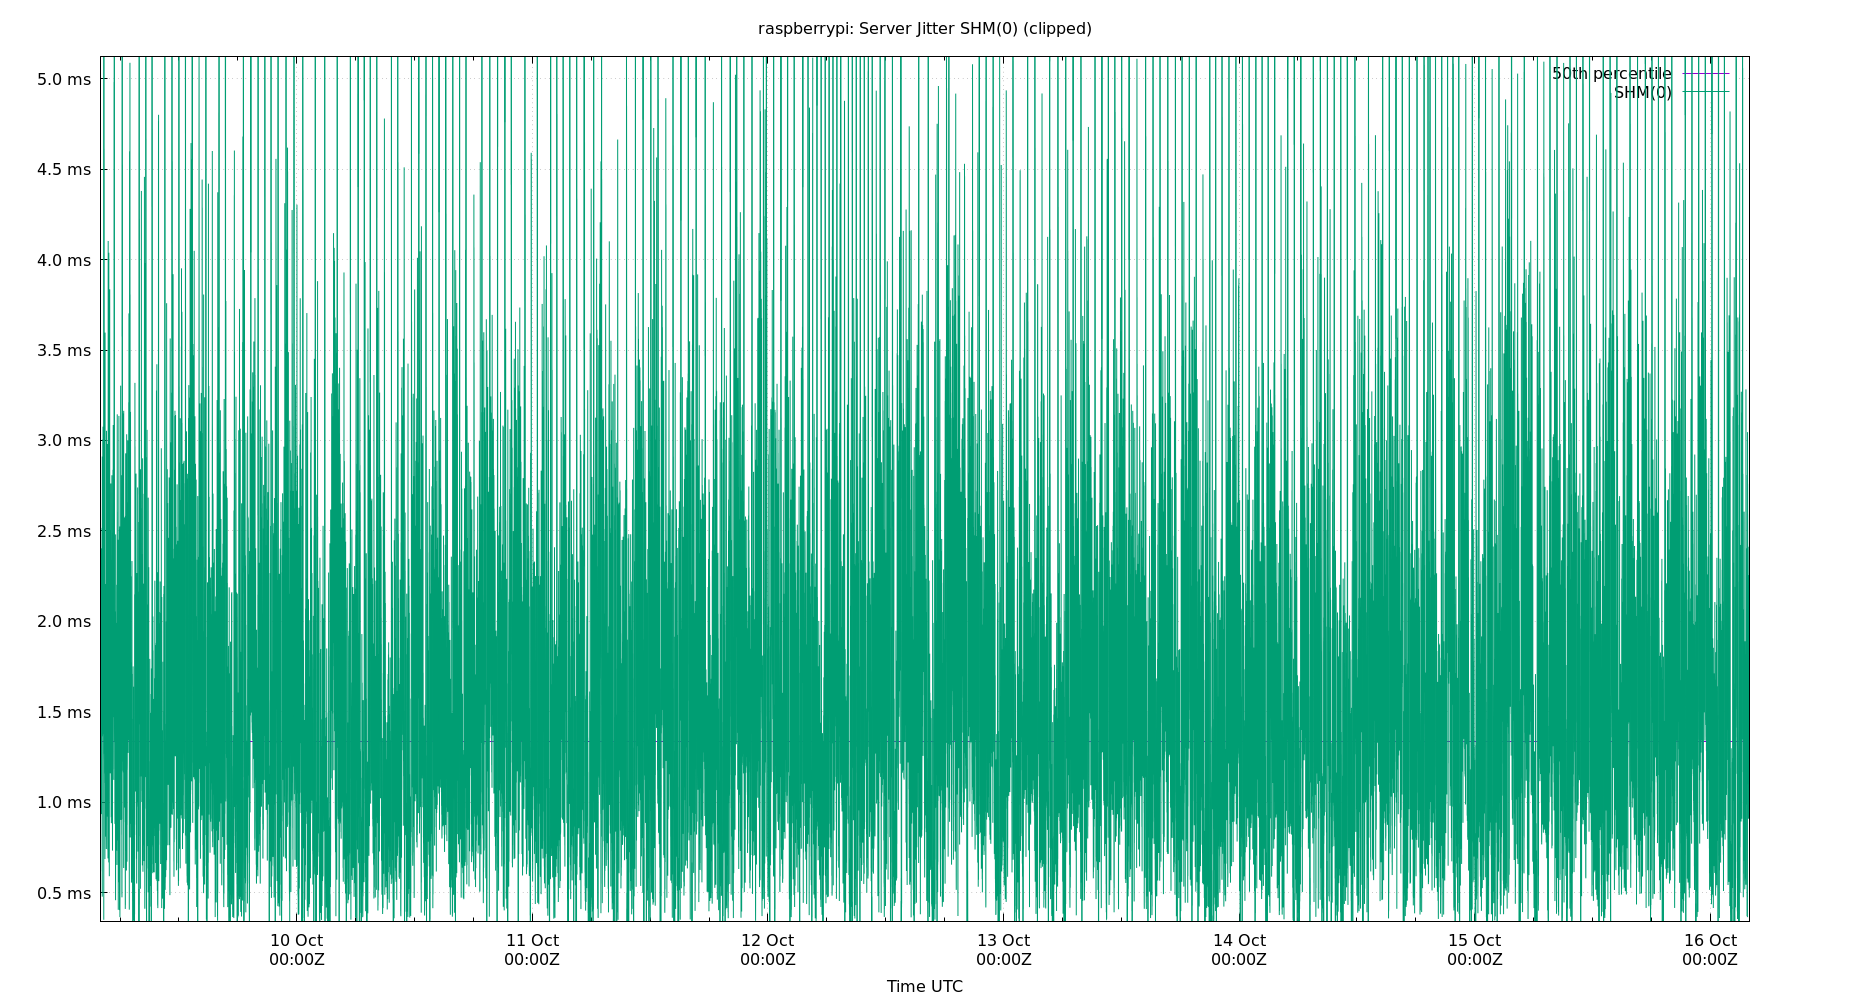 raspberrypi: Server Jitter SHM(0) (clipped)
50th percentile
SHM(0)
5.0 ms
4.5 ms
4.0 ms
3.5 ms
3.0 ms
2.5 ms
2.0 ms
1.5 ms
1.0 ms
0.5 ms
10 Oct 11 Oct 12 Oct 13 Oct 14 Oct 15 Oct 16 Oct
00:00Z 00:00Z 00:00Z 00:00Z 00:00Z 00:00Z 00:00Z
Time UTC